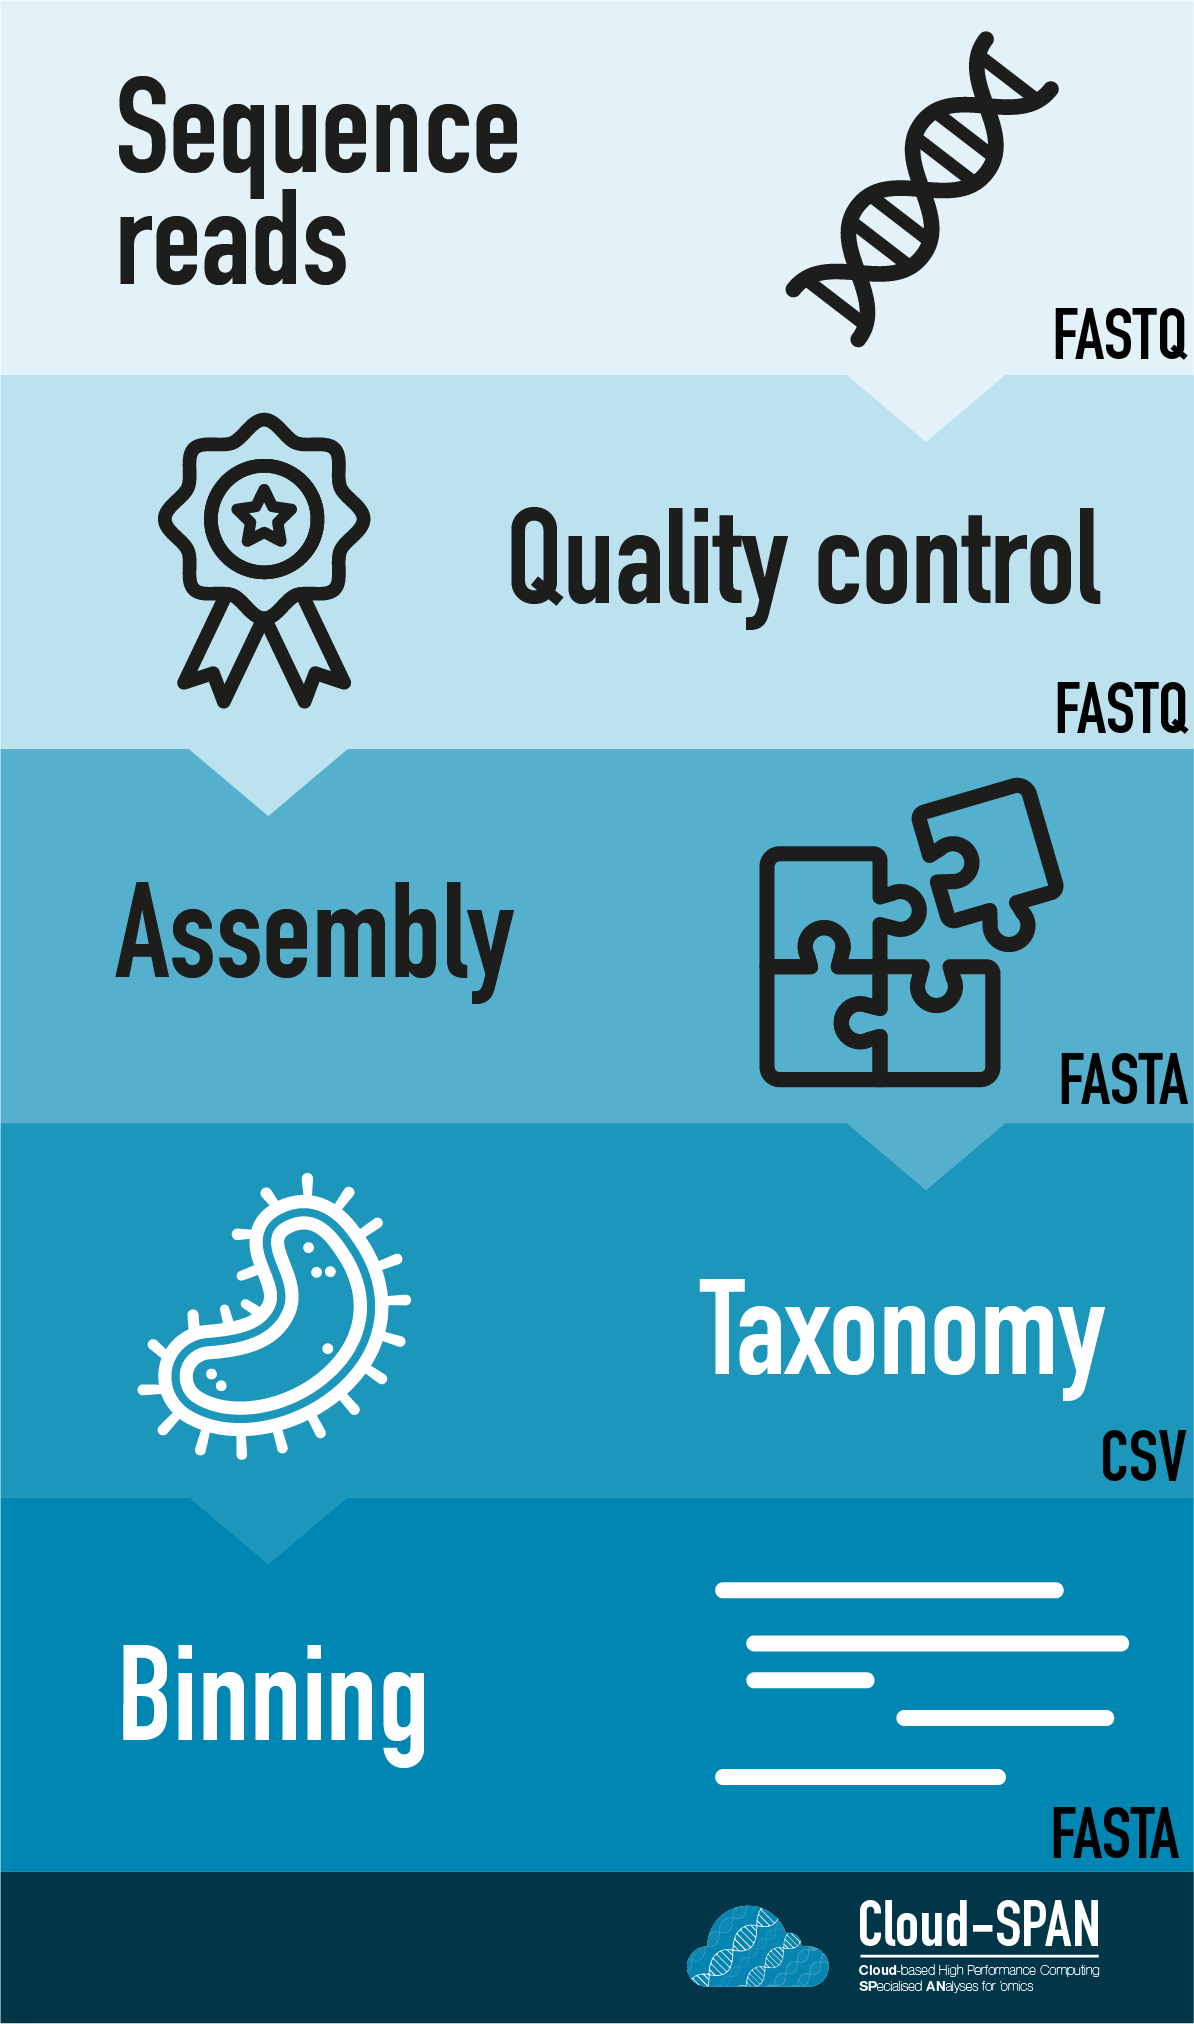 Sequence
reads
FASTQ
Quality control
FASTQ
Assembly
FASTA
Taxonomy
CSV
Binning
FASTA
Cloud-SPAN
Cloud-based High Performance Computing
SPecialised ANalyses for 'omics